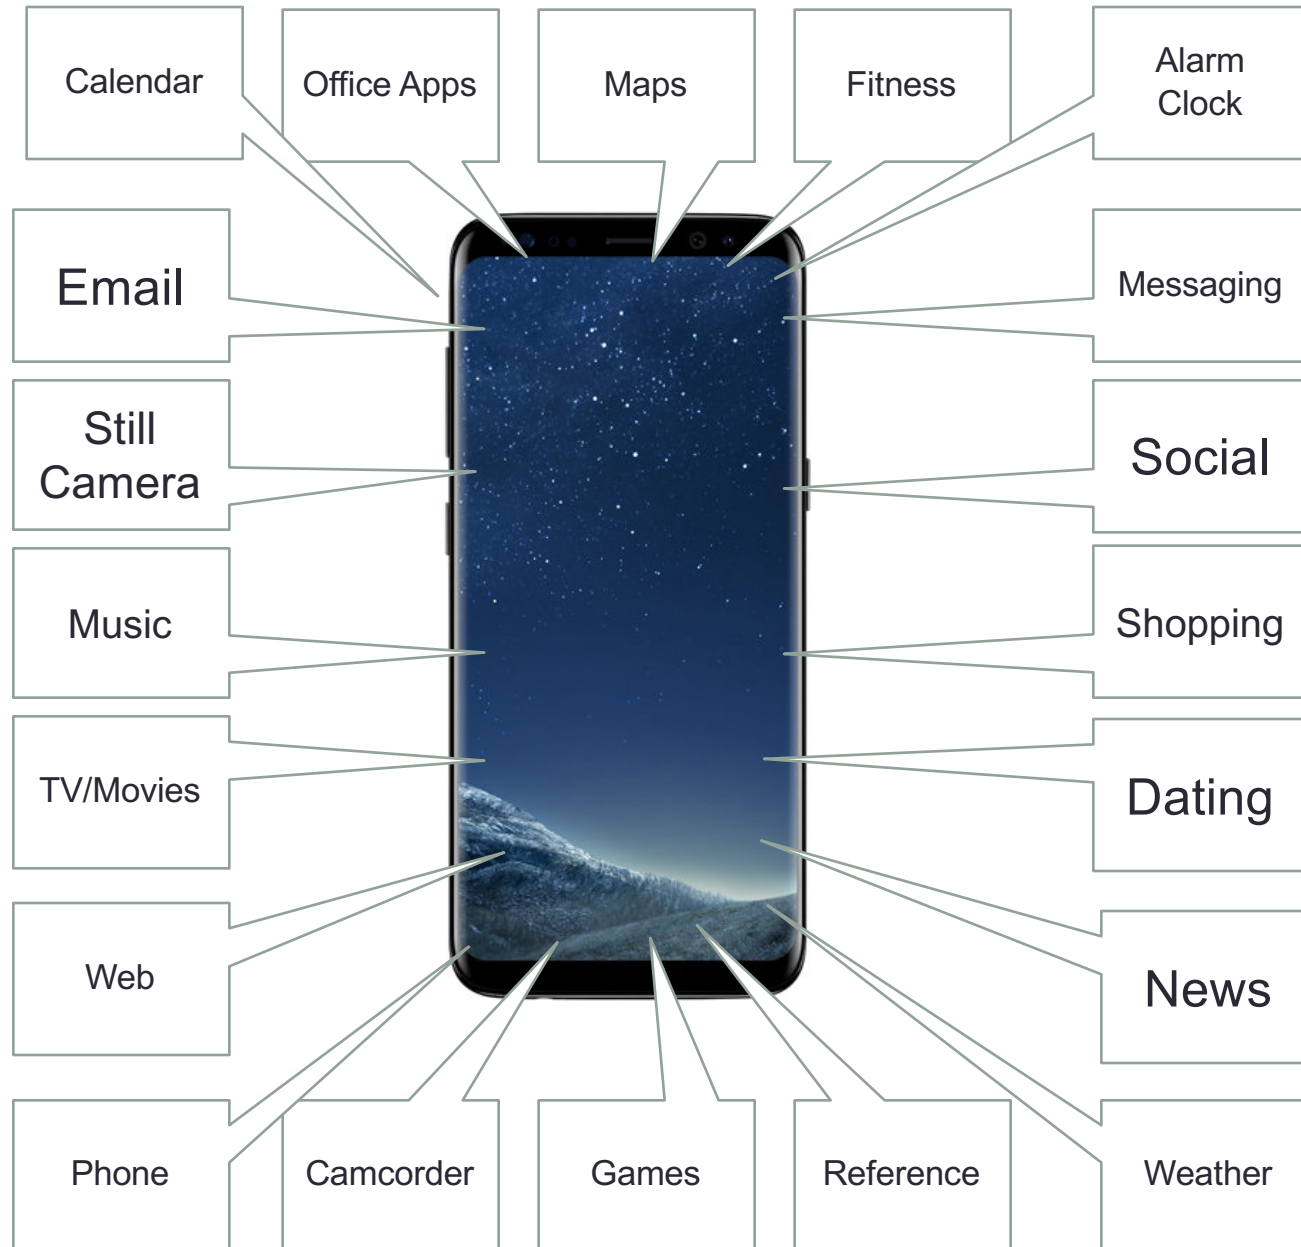 Calendar
Office Apps
Maps
Fitness
Alarm
Clock
Email
Messaging
Still
Camera
Social
Music
Shopping
TV/Movies
Dating
Web
News
Phone
Camcorder
Games
Reference
Weather